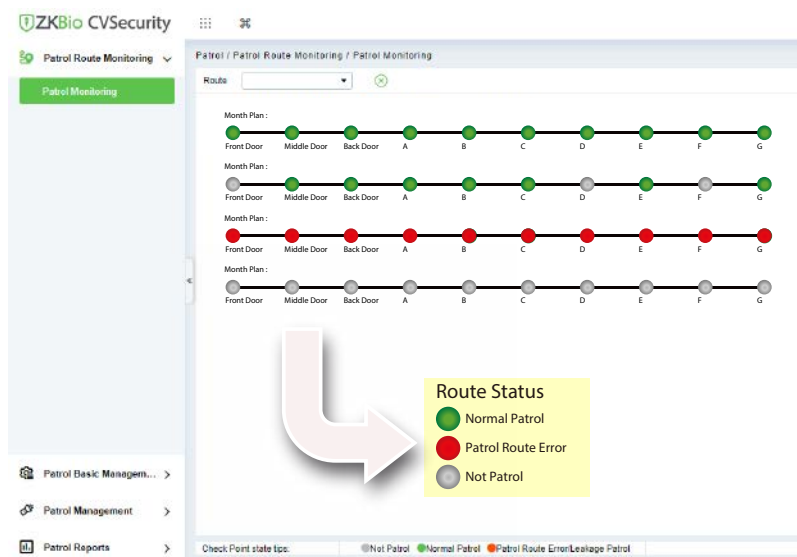 ZKBio CVSecurity
Patrol Route Monitoring
Patrol / Patrol Route Monitoring / Patrol Monitoring
Patrol Monitoring
Route
Month Plan :
Front Door Middle Door Back Door A B C D E F G
Month Plan :
Front Door Middle Door Back Door A B C D E F G
Month Plan :
Front Door Middle Door Back Door A B C D E F G
Month Plan :
Front Door Middle Door Back Door A B C D E F G
Route Status
Normal Patrol
Patrol Route Error
Not Patrol
Patrol Basic Managem...
Patrol Management
Patrol Reports
Check Point state tips: Not Patrol Normal Patrol Patrol Route Error/Leakage Patrol